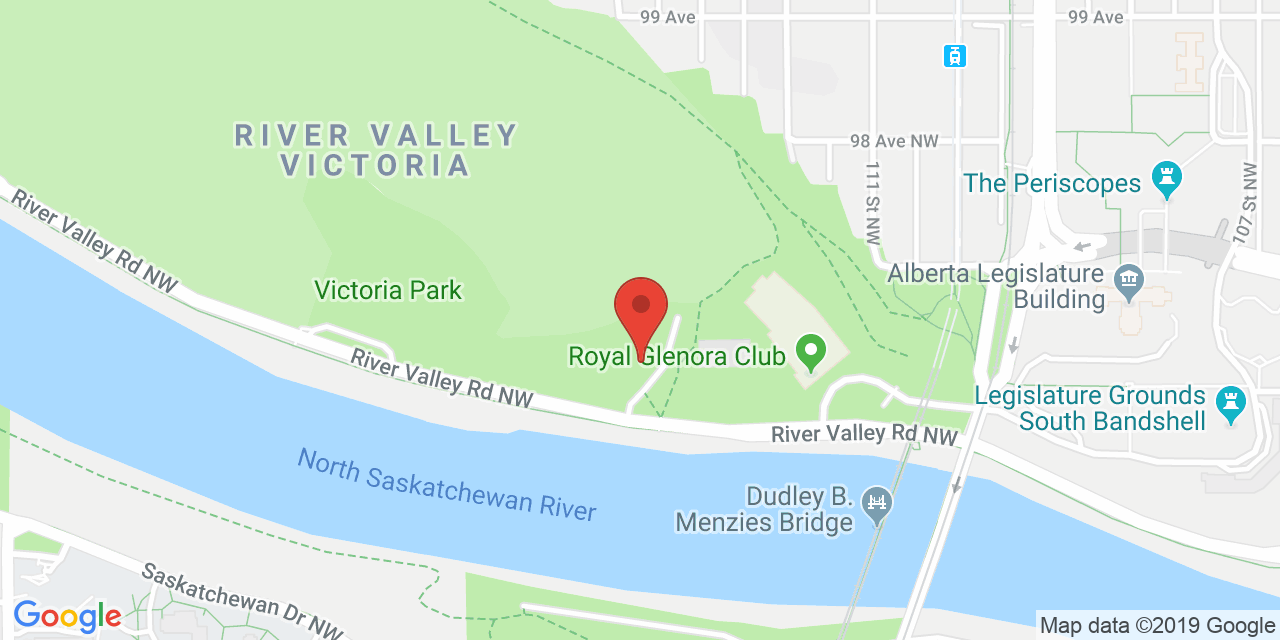 99 Ave
99 Ave
RIVER VALLEY
VICTORIA
98 Ave NW
111 St NW
The Periscopes
107 St NW
River Valley Rd NW
Alberta Legislature
Building
Victoria Park
Royal Glenora Club
River Valley Rd NW
Legislature Grounds
South Bandshell
River Valley Rd NW
North Saskatchewan River
Dudley B.
Menzies Bridge
Saskatchewan Dr NW
Google
Map data ©2019 Google